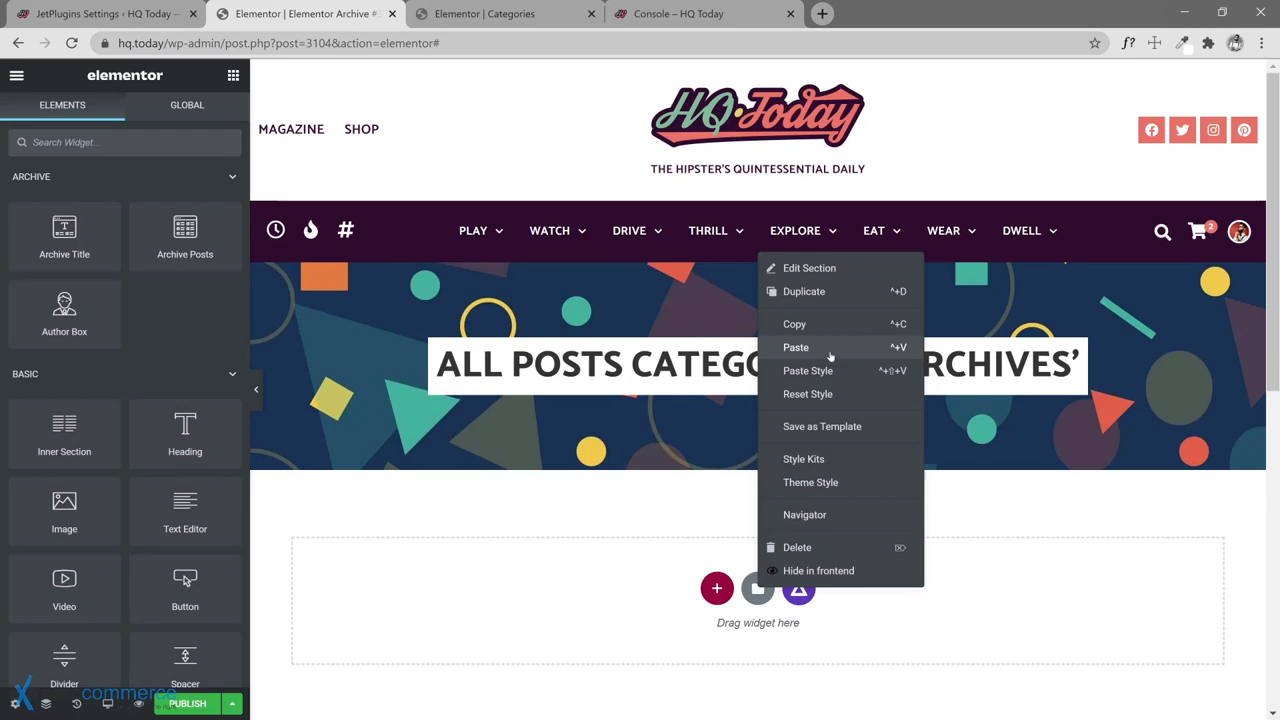 JetPlugins Settings ‹ HQ Today —
Elementor | Elementor Archive #3
Elementor | Categories
Console – HQ Today
hq.today/wp-admin/post.php?post=3104&action=elementor#
f?
elementor
ELEMENTS
GLOBAL
Search Widget...
ARCHIVE
Archive Title
Archive Posts
Author Box
BASIC
Inner Section
Heading
Image
Text Editor
Video
Button
Divider
Spacer
X commerce
PUBLISH
MAGAZINE
SHOP
HQ•Today
THE HIPSTER'S QUINTESSENTIAL DAILY
PLAY
WATCH
DRIVE
THRILL
EXPLORE
EAT
WEAR
DWELL
2
ALL POSTS CATEGO
RCHIVES’
Edit Section
Duplicate ^+D
Copy ^+C
Paste ^+V
Paste Style ^+⇧+V
Reset Style
Save as Template
Style Kits
Theme Style
Navigator
Delete
Hide in frontend
Drag widget here